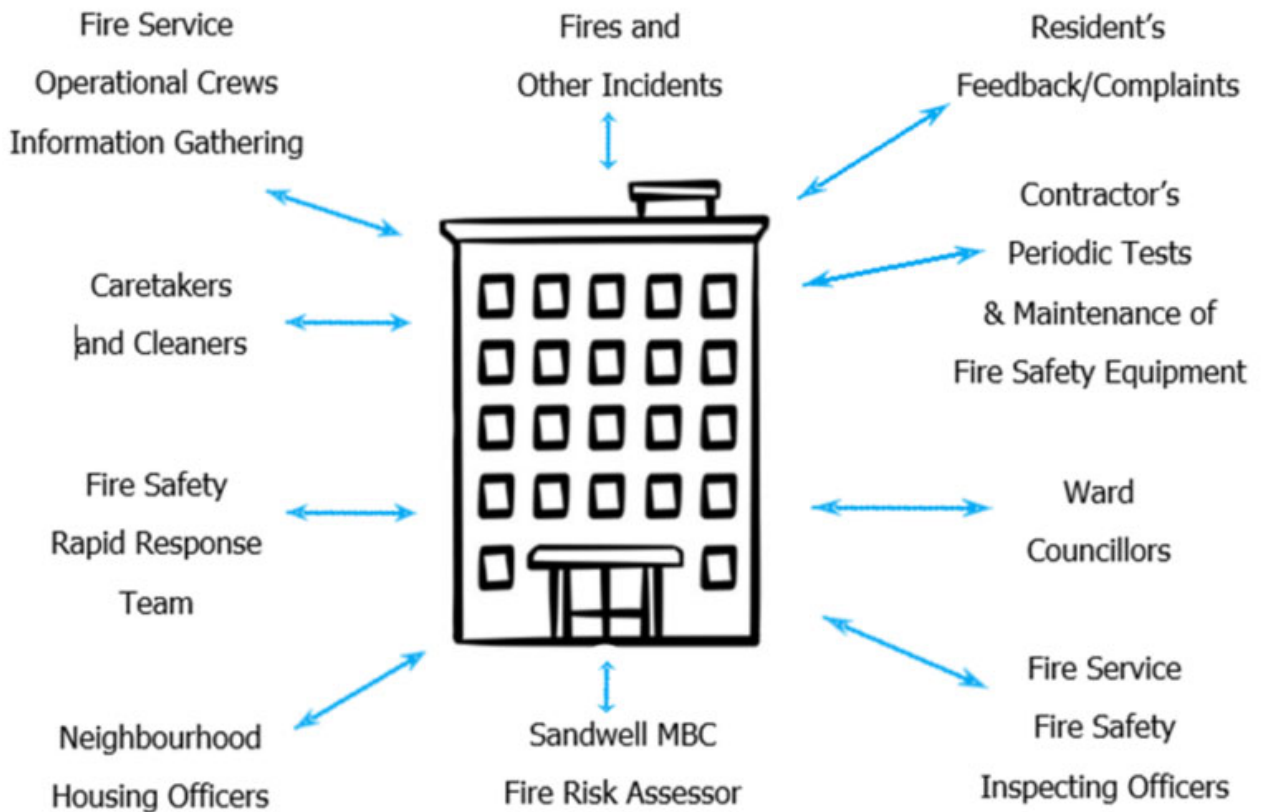 Fire Service
Operational Crews
Information Gathering
Fires and
Other Incidents
Resident's
Feedback/Complaints
Contractor's
Periodic Tests
& Maintenance of
Fire Safety Equipment
Caretakers
and Cleaners
Fire Safety
Rapid Response
Team
Ward
Councillors
Neighbourhood
Housing Officers
Sandwell MBC
Fire Risk Assessor
Fire Service
Fire Safety
Inspecting Officers